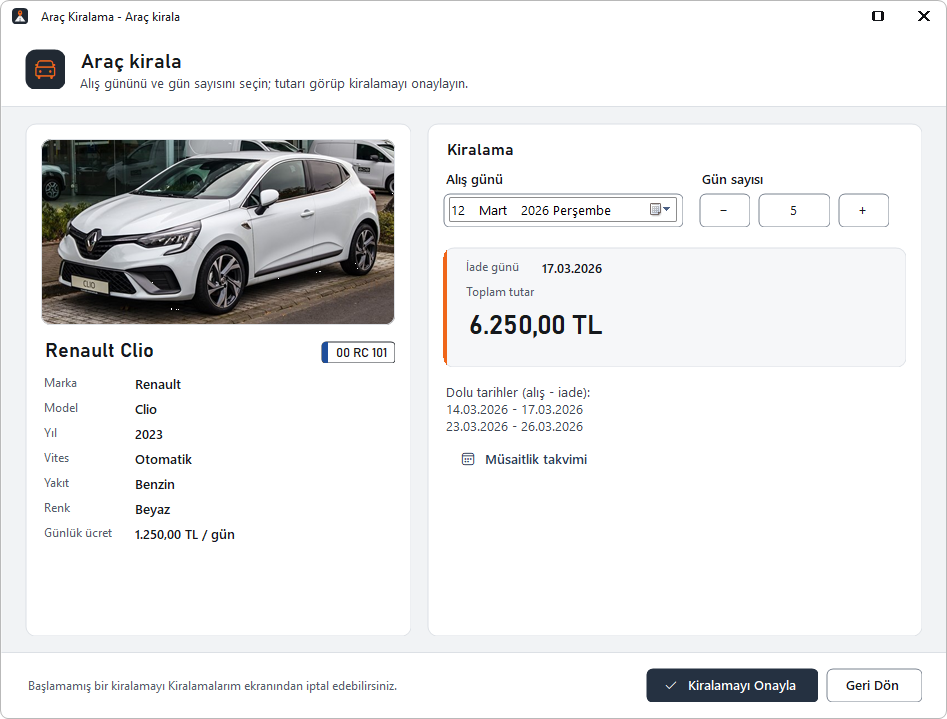 Araç Kiralama - Araç kirala
Araç kirala
Alış gününü ve gün sayısını seçin; tutarı görüp kiralamayı onaylayın.
CLIO
Renault Clio
00 RC 101
Marka Renault
Model Clio
Yıl 2023
Vites Otomatik
Yakıt Benzin
Renk Beyaz
Günlük ücret 1.250,00 TL / gün
Kiralama
Alış günü Gün sayısı
12 Mart 2026 Perşembe − 5 +
İade günü 17.03.2026
Toplam tutar
6.250,00 TL
Dolu tarihler (alış - iade):
14.03.2026 - 17.03.2026
23.03.2026 - 26.03.2026
Müsaitlik takvimi
Başlamamış bir kiralamayı Kiralamalarım ekranından iptal edebilirsiniz.
Kiralamayı Onayla
Geri Dön